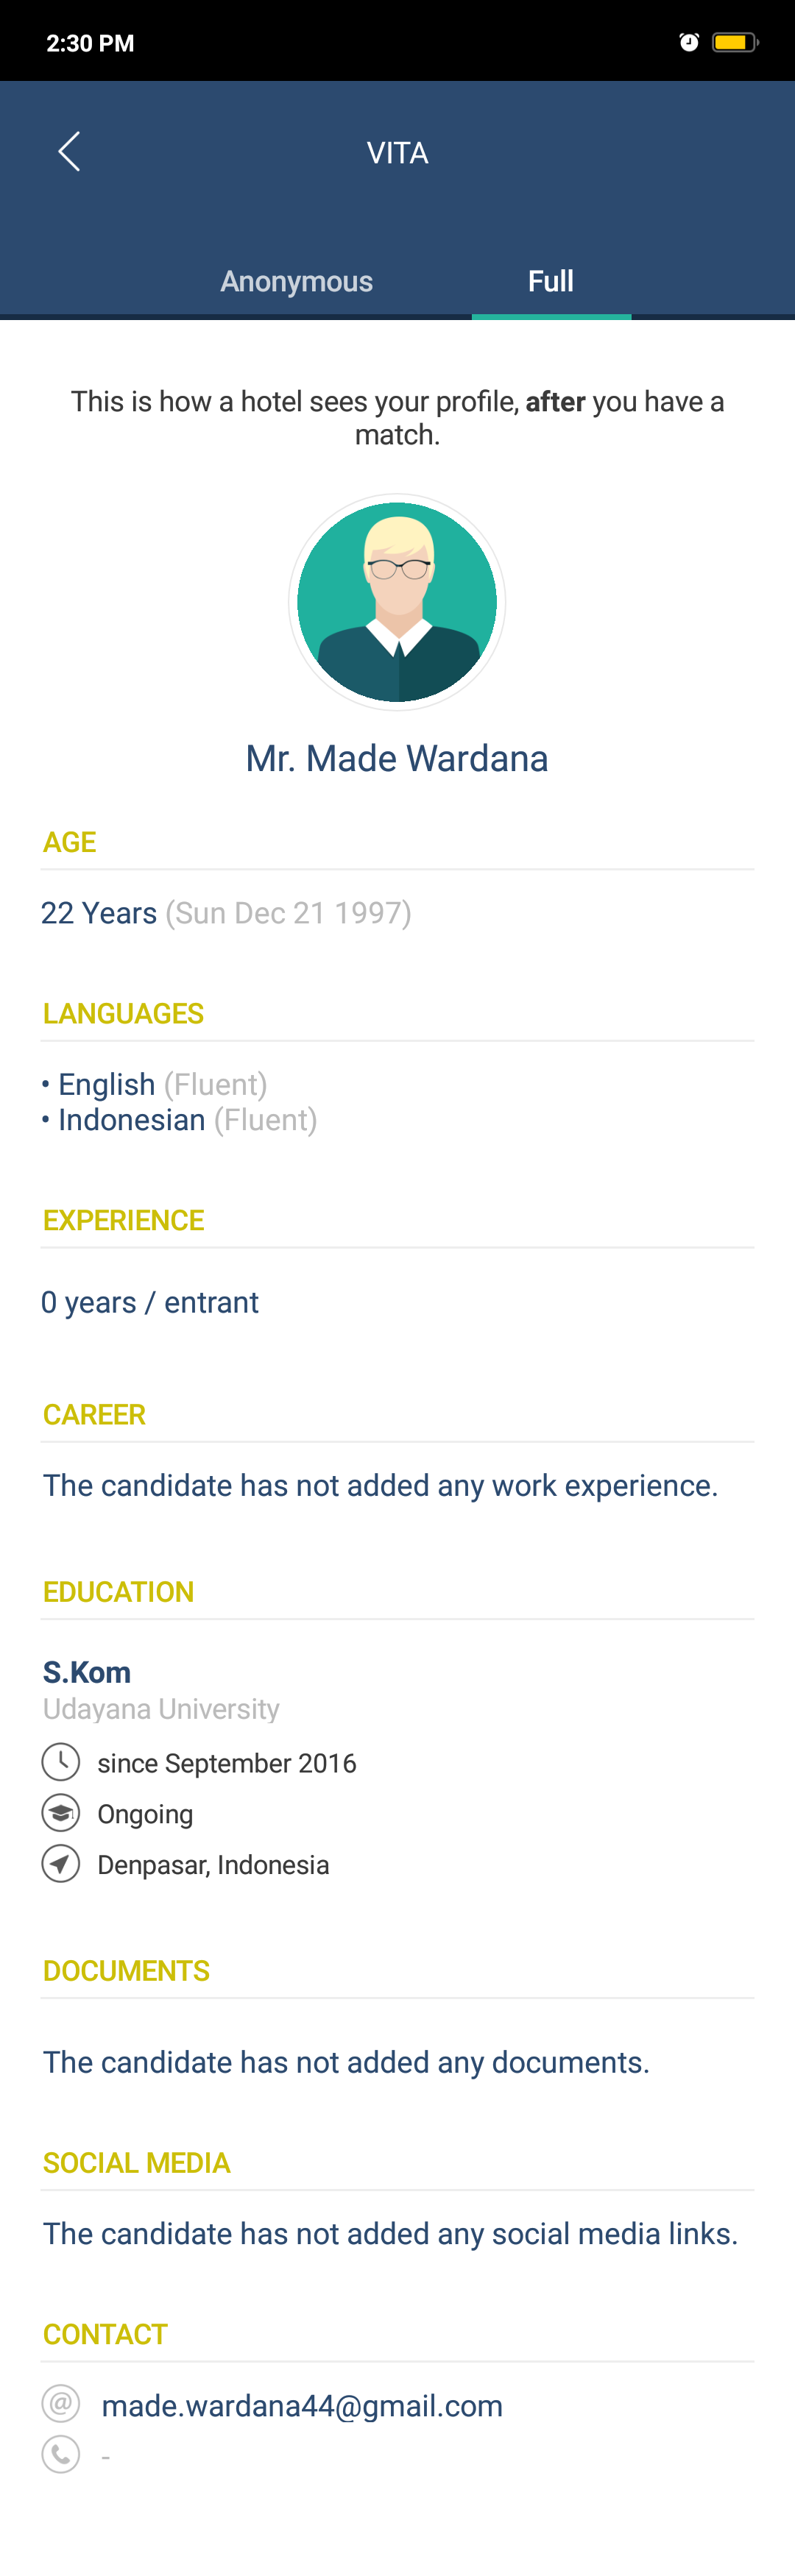 2:30 PM
VITA
Anonymous Full
This is how a hotel sees your profile, after you have a
match.
Mr. Made Wardana
AGE
22 Years (Sun Dec 21 1997)
LANGUAGES
• English (Fluent)
• Indonesian (Fluent)
EXPERIENCE
0 years / entrant
CAREER
The candidate has not added any work experience.
EDUCATION
S.Kom
Udayana University
since September 2016
Ongoing
Denpasar, Indonesia
DOCUMENTS
The candidate has not added any documents.
SOCIAL MEDIA
The candidate has not added any social media links.
CONTACT
@ made.wardana44@gmail.com
-